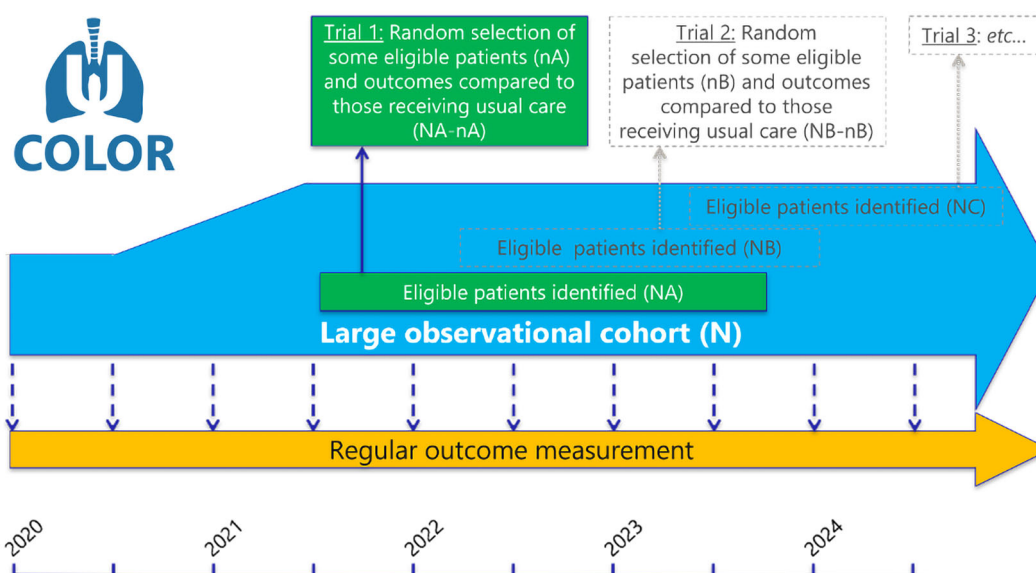 COLOR
Trial 1: Random selection of
some eligible patients (nA)
and outcomes compared to
those receiving usual care
(NA-nA)
Trial 2: Random
selection of some eligible
patients (nB) and outcomes
compared to those
receiving usual care (NB-nB)
Trial 3: etc...
Eligible patients identified (NC)
Eligible  patients identified (NB)
Eligible patients identified (NA)
Large observational cohort (N)
Regular outcome measurement
2020
2021
2022
2023
2024